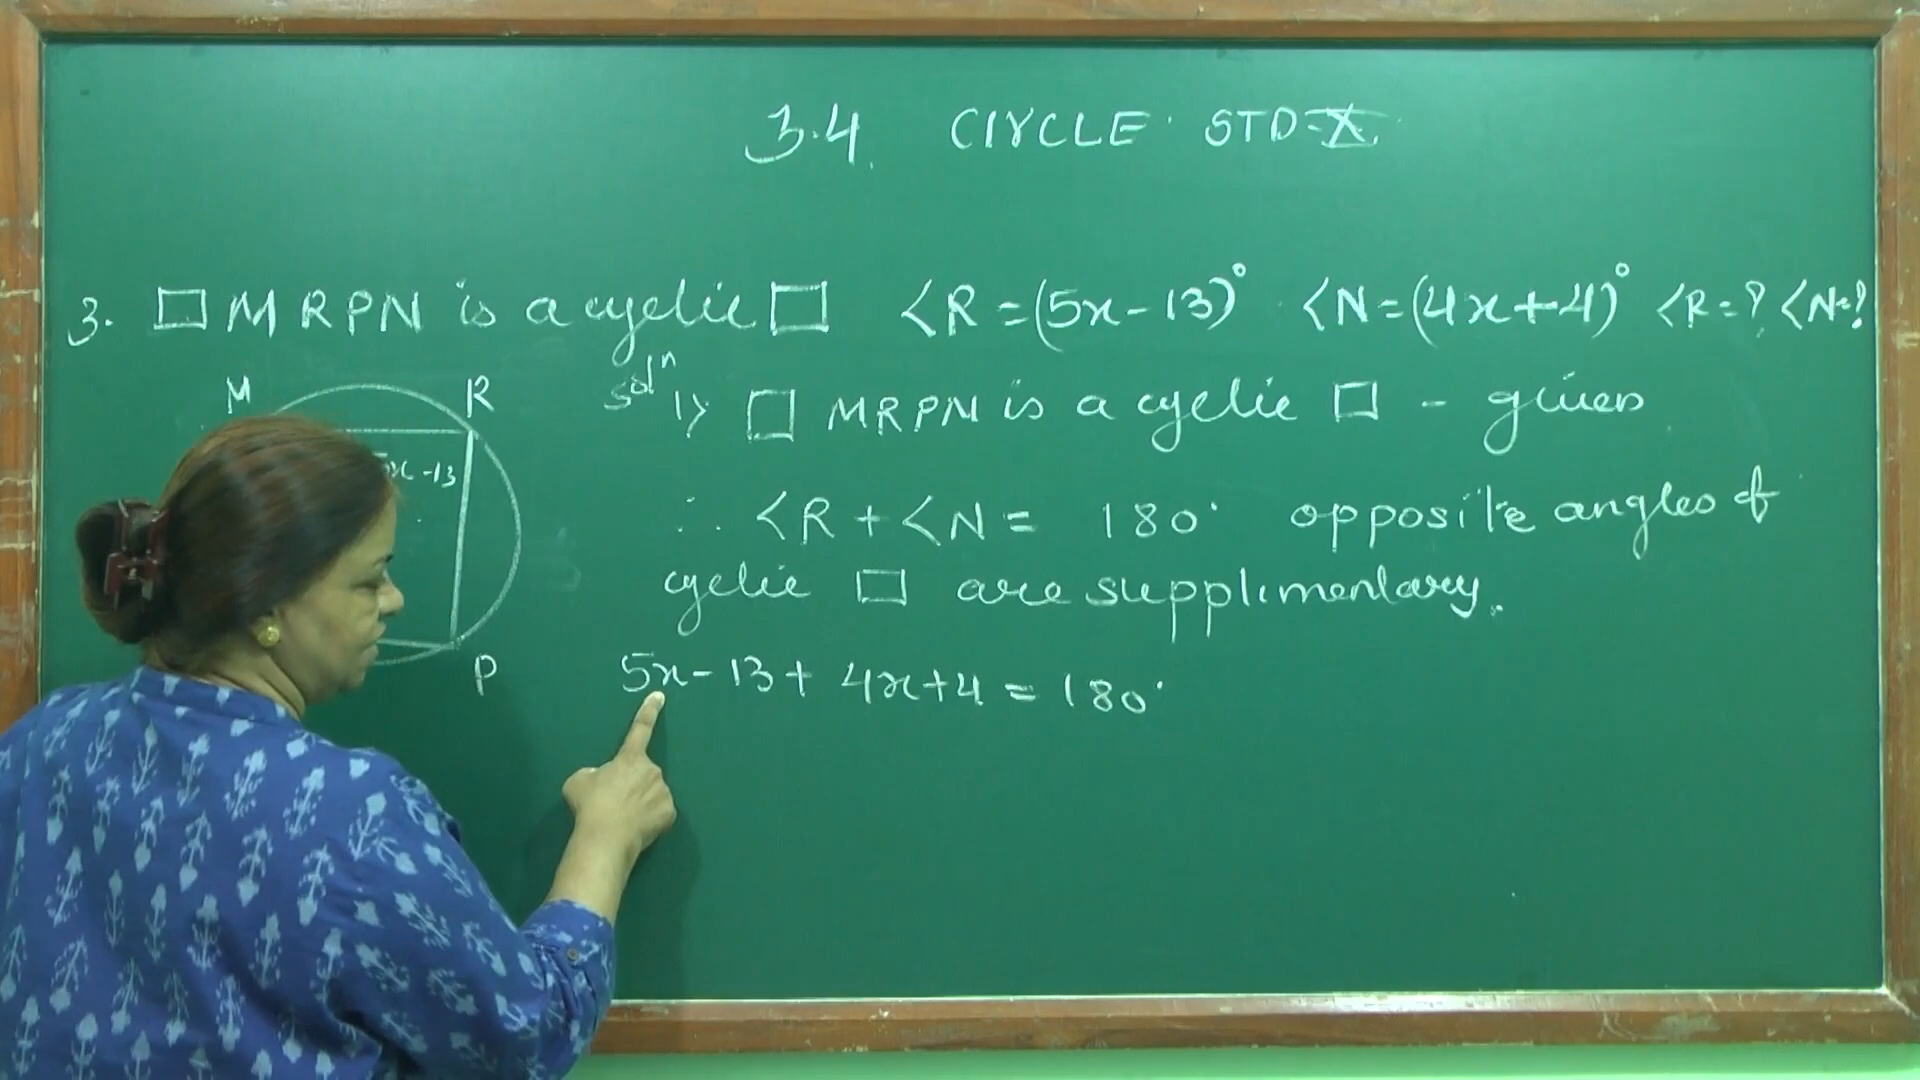 3.4. CIRCLE STD-X
3. □ MRPN is a cyclic □ <R = (5x-13)° <N = (4x+4)° <R = ? <N = ?
M R
5x-13
P
Solⁿ 1> □ MRPN is a cyclic □ - given
∴ <R + <N = 180° opposite angles of
cyclic □ are supplimentary.
5x - 13 + 4x + 4 = 180°